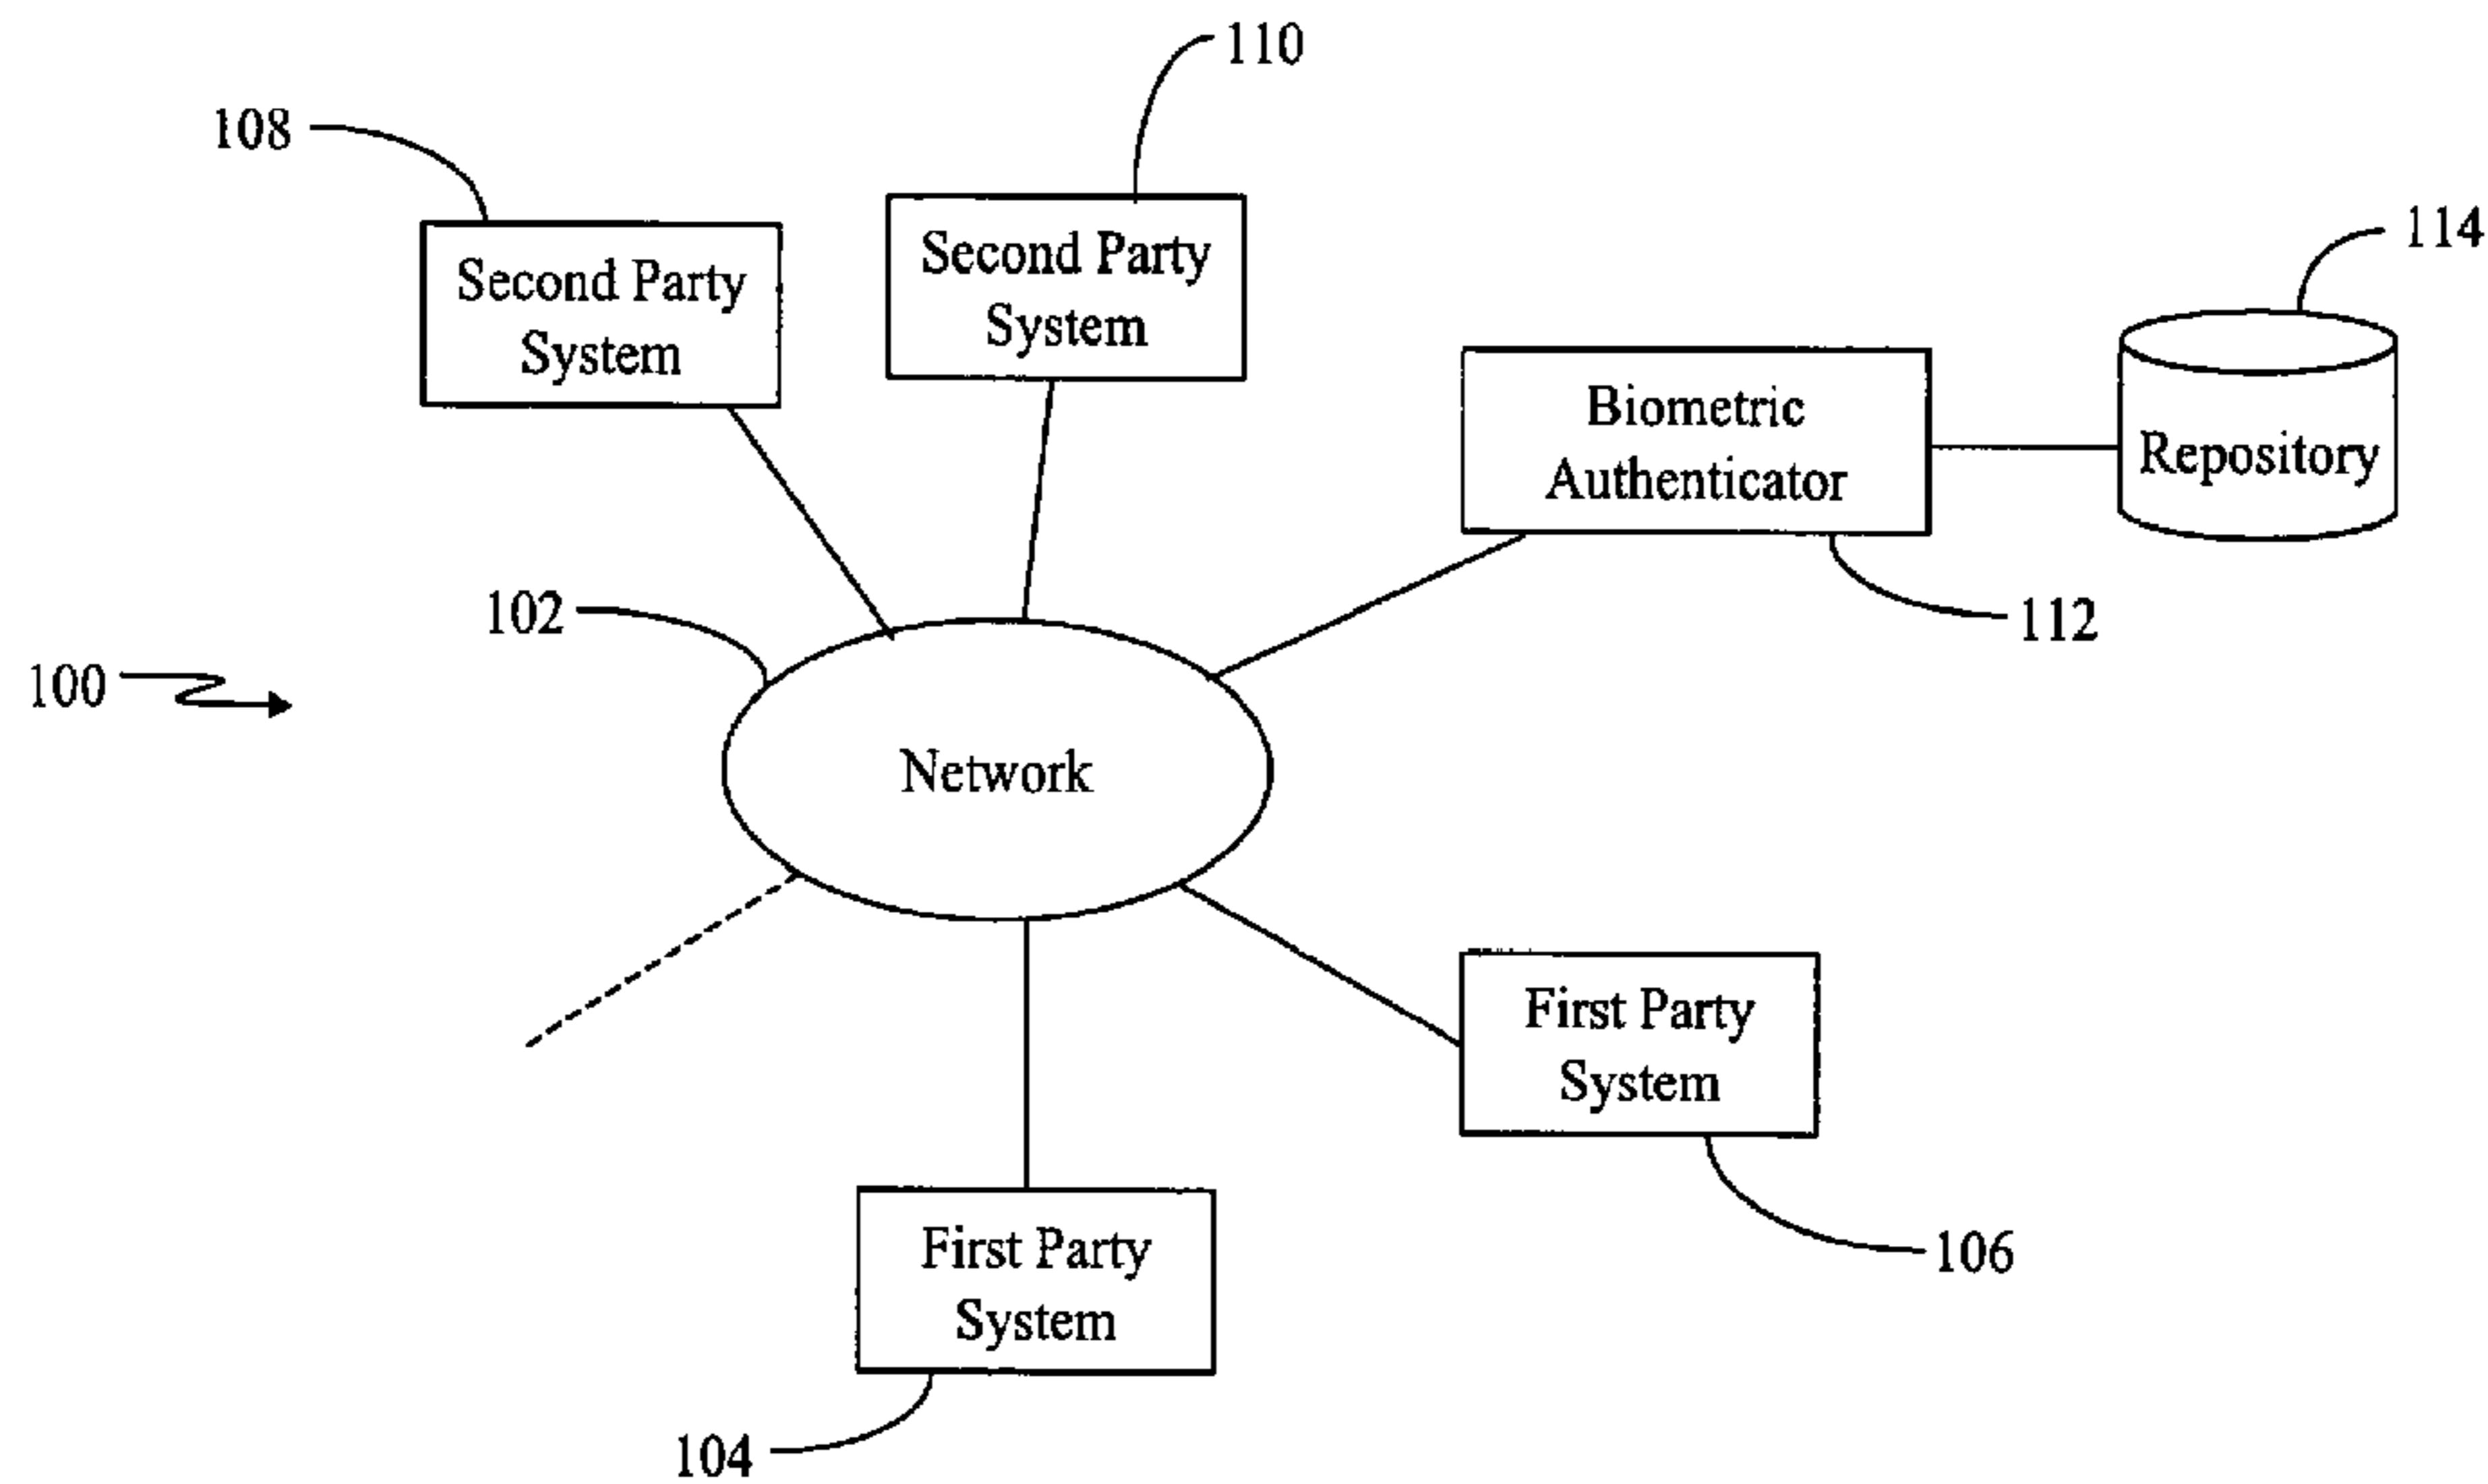 110
108
Second Party
System
Second Party
System
114
Biometric
Authenticator
Repository
102
112
100
Network
First Party
System
106
First Party
System
104